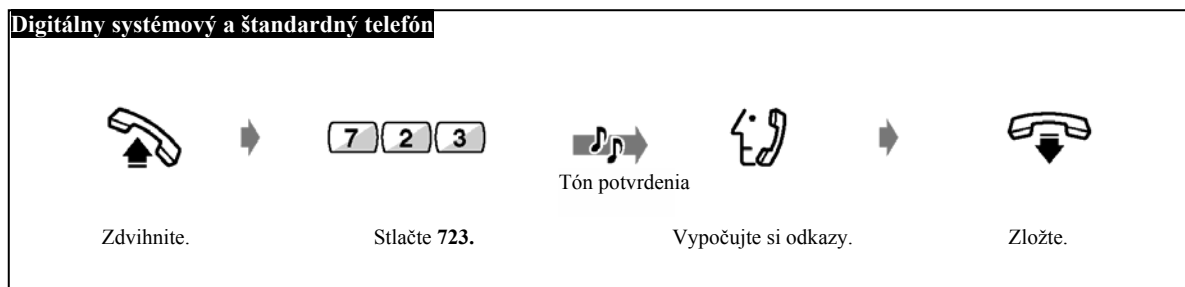 Digitálny systémový a štandardný telefón
7 2 3
Tón potvrdenia
Zdvihnite. Stlačte 723. Vypočujte si odkazy. Zložte.